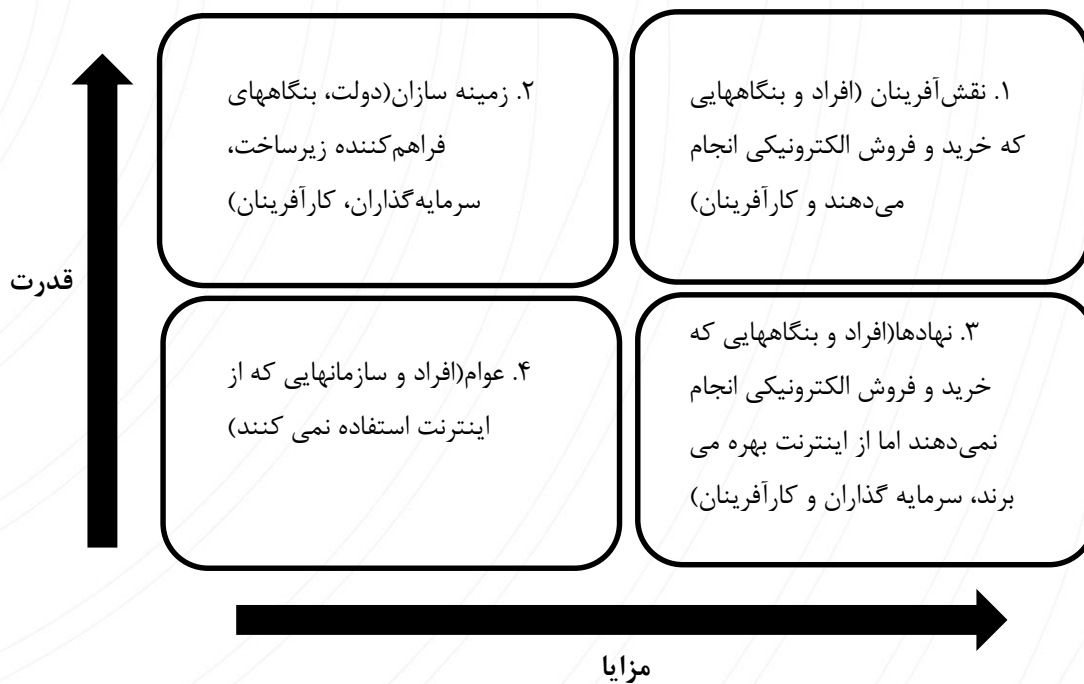 ۱. نقش‌آفرینان (افراد و بنگاههایی
که خرید و فروش الکترونیکی انجام
می‌دهند و کارآفرینان)
۲. زمینه سازان(دولت، بنگاههای
فراهم‌کننده زیرساخت،
سرمایه‌گذاران، کارآفرینان)
قدرت
۳. نهادها(افراد و بنگاههایی که
خرید و فروش الکترونیکی انجام
نمی‌دهند اما از اینترنت بهره می
برند، سرمایه گذاران و کارآفرینان)
۴. عوام(افراد و سازمانهایی که از
اینترنت استفاده نمی کنند)
مزایا